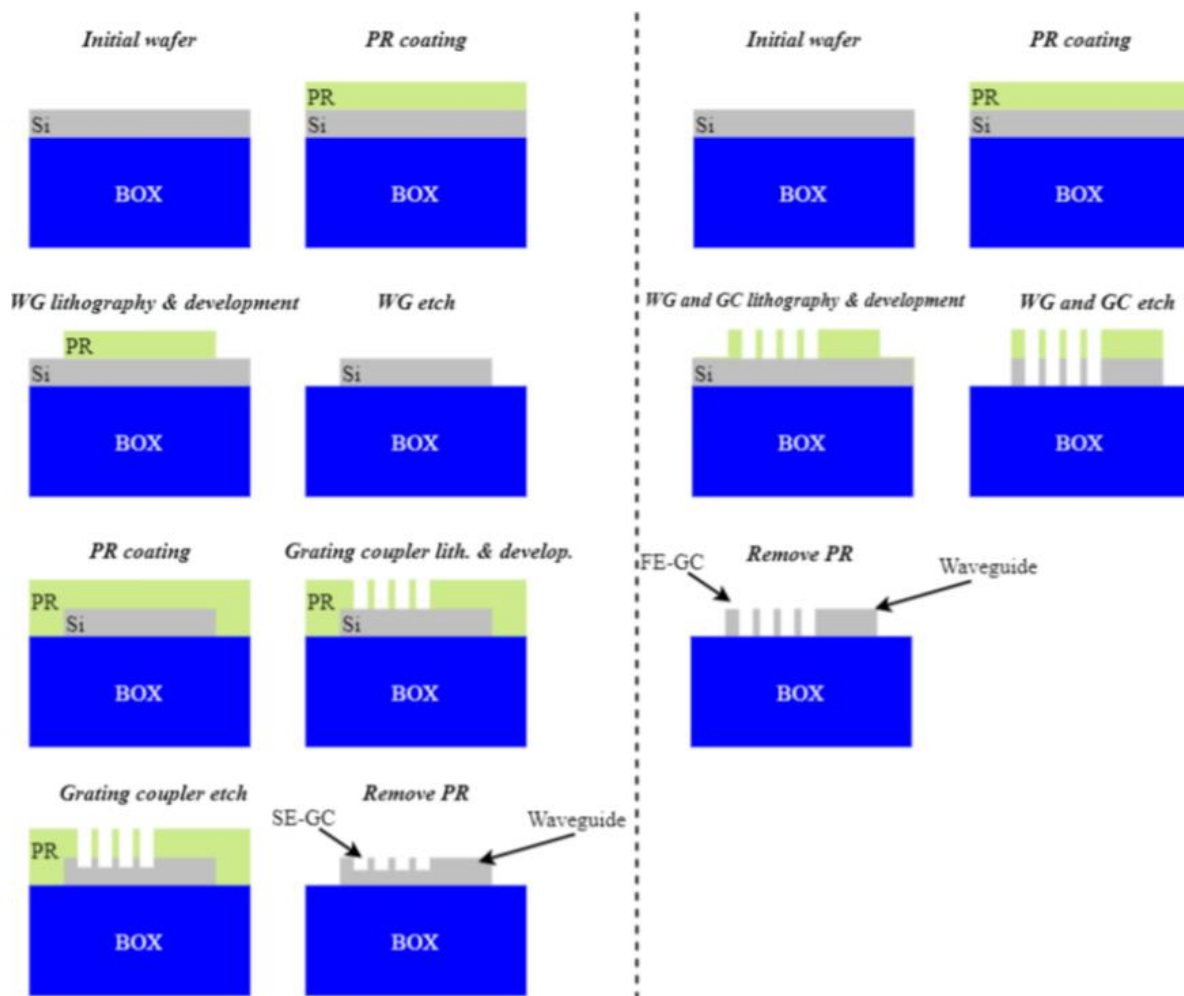 Initial wafer
PR coating
PR
Si
Si
BOX
BOX
WG lithography & development
WG etch
PR
Si
Si
BOX
BOX
PR coating
Grating coupler lith. & develop.
PR
PR
Si
Si
BOX
BOX
Grating coupler etch
Remove PR
SE-GC
Waveguide
PR
BOX
BOX
Initial wafer
PR coating
PR
Si
Si
BOX
BOX
WG and GC lithography & development
WG and GC etch
Si
BOX
BOX
Remove PR
FE-GC
Waveguide
BOX